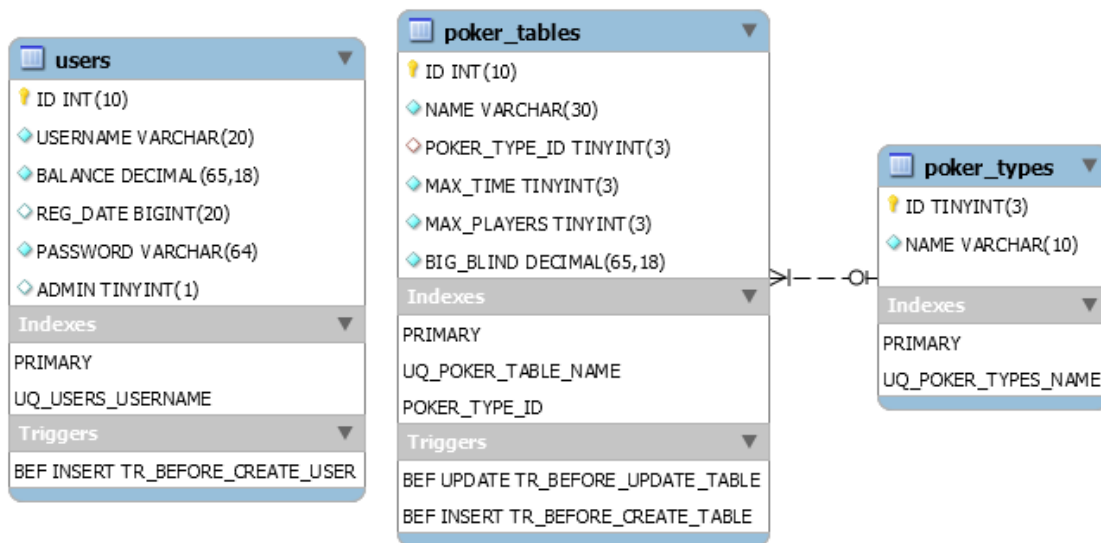 users
ID INT(10)
USERNAME VARCHAR(20)
BALANCE DECIMAL(65,18)
REG_DATE BIGINT(20)
PASSWORD VARCHAR(64)
ADMIN TINYINT(1)
Indexes
PRIMARY
UQ_USERS_USERNAME
Triggers
BEF INSERT TR_BEFORE_CREATE_USER
poker_tables
ID INT(10)
NAME VARCHAR(30)
POKER_TYPE_ID TINYINT(3)
MAX_TIME TINYINT(3)
MAX_PLAYERS TINYINT(3)
BIG_BLIND DECIMAL(65,18)
Indexes
PRIMARY
UQ_POKER_TABLE_NAME
POKER_TYPE_ID
Triggers
BEF UPDATE TR_BEFORE_UPDATE_TABLE
BEF INSERT TR_BEFORE_CREATE_TABLE
poker_types
ID TINYINT(3)
NAME VARCHAR(10)
Indexes
PRIMARY
UQ_POKER_TYPES_NAME